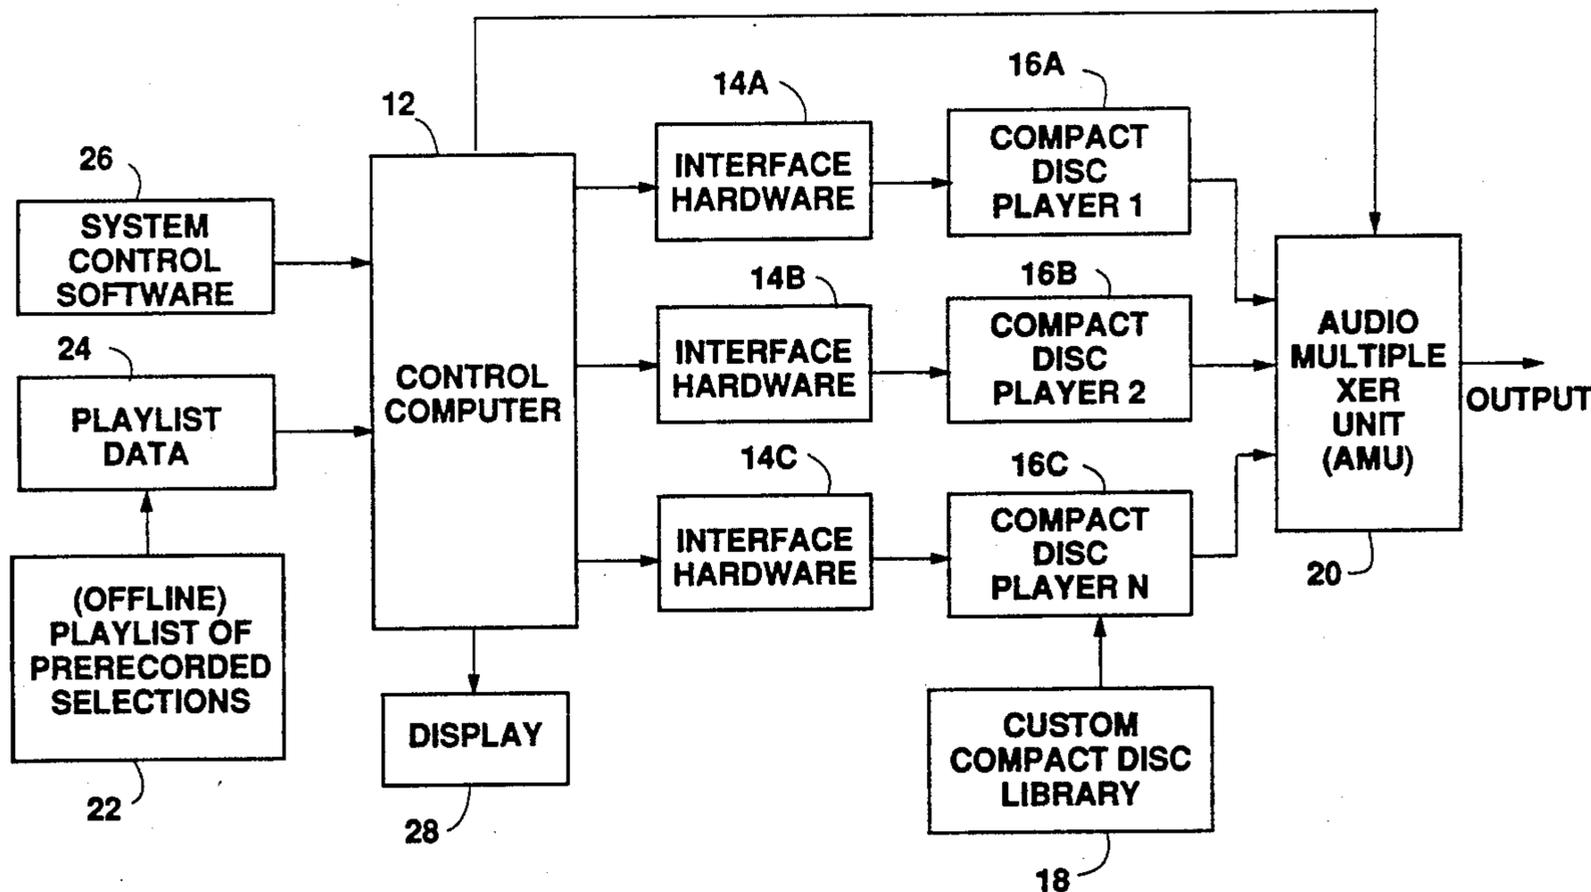 26
SYSTEM
CONTROL
SOFTWARE
24
PLAYLIST
DATA
(OFFLINE)
PLAYLIST OF
PRERECORDED
SELECTIONS
22
12
CONTROL
COMPUTER
DISPLAY
28
14A
INTERFACE
HARDWARE
14B
INTERFACE
HARDWARE
14C
INTERFACE
HARDWARE
16A
COMPACT
DISC
PLAYER 1
16B
COMPACT
DISC
PLAYER 2
16C
COMPACT
DISC
PLAYER N
CUSTOM
COMPACT DISC
LIBRARY
18
AUDIO
MULTIPLE
XER
UNIT
(AMU)
20
OUTPUT